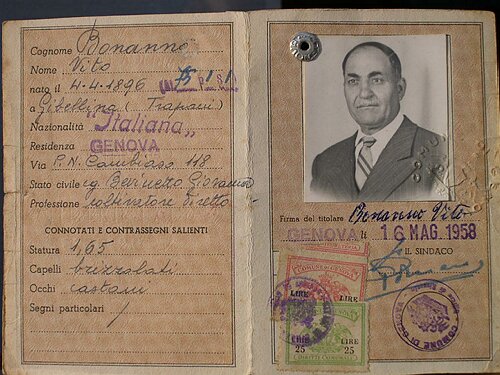 Cognome Bonanno
Nome Vito
nato il 4-4-1896
a Gibellina (Trapani)
Nazionalità "Italiana"
Residenza GENOVA
Via P. N. Cambiaso 118
Stato civile cg. Giovanna
Professione coltivatore diretto
CONNOTATI E CONTRASSEGNI SALIENTI
Statura 1,65
Capelli brizzolati
Occhi castani
Segni particolari
Firma del titolare Bonanno Vito
GENOVA li 16 MAG. 1958
IL SINDACO
COMUNE DI GENOVA
LIRE
LIRE
LIRE
25
LIRE
25
DIRITTI COMUNALI